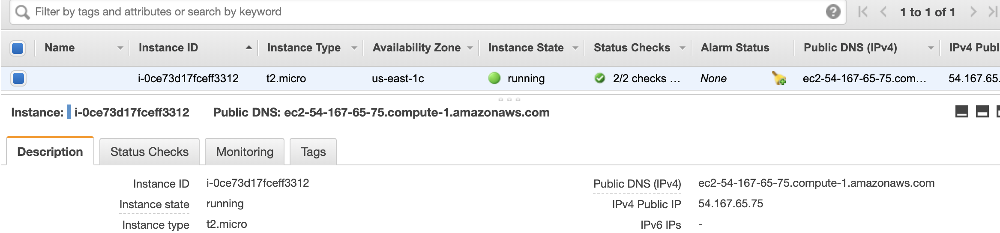 Filter by tags and attributes or search by keyword
1 to 1 of 1
Name Instance ID Instance Type Availability Zone Instance State Status Checks Alarm Status Public DNS (IPv4) IPv4 Publ
i-0ce73d17fceff3312 t2.micro us-east-1c running 2/2 checks ... None ec2-54-167-65-75.com... 54.167.65.
Instance: i-0ce73d17fceff3312 Public DNS: ec2-54-167-65-75.compute-1.amazonaws.com
Description Status Checks Monitoring Tags
Instance ID i-0ce73d17fceff3312 Public DNS (IPv4) ec2-54-167-65-75.compute-1.amazonaws.com
Instance state running IPv4 Public IP 54.167.65.75
Instance type t2.micro IPv6 IPs -